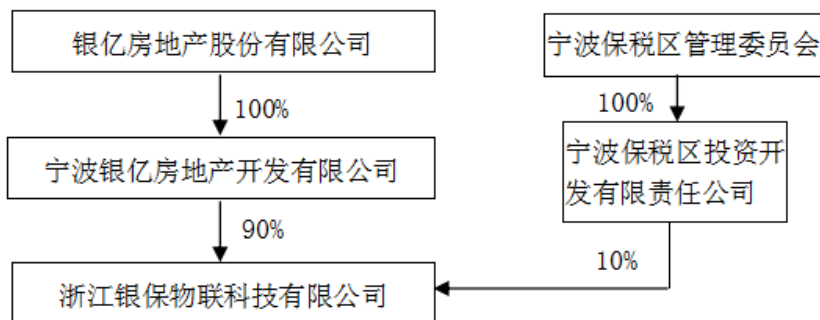 银亿房地产股份有限公司
宁波保税区管理委员会
100%
100%
宁波银亿房地产开发有限公司
宁波保税区投资开
发有限责任公司
90%
10%
浙江银保物联科技有限公司